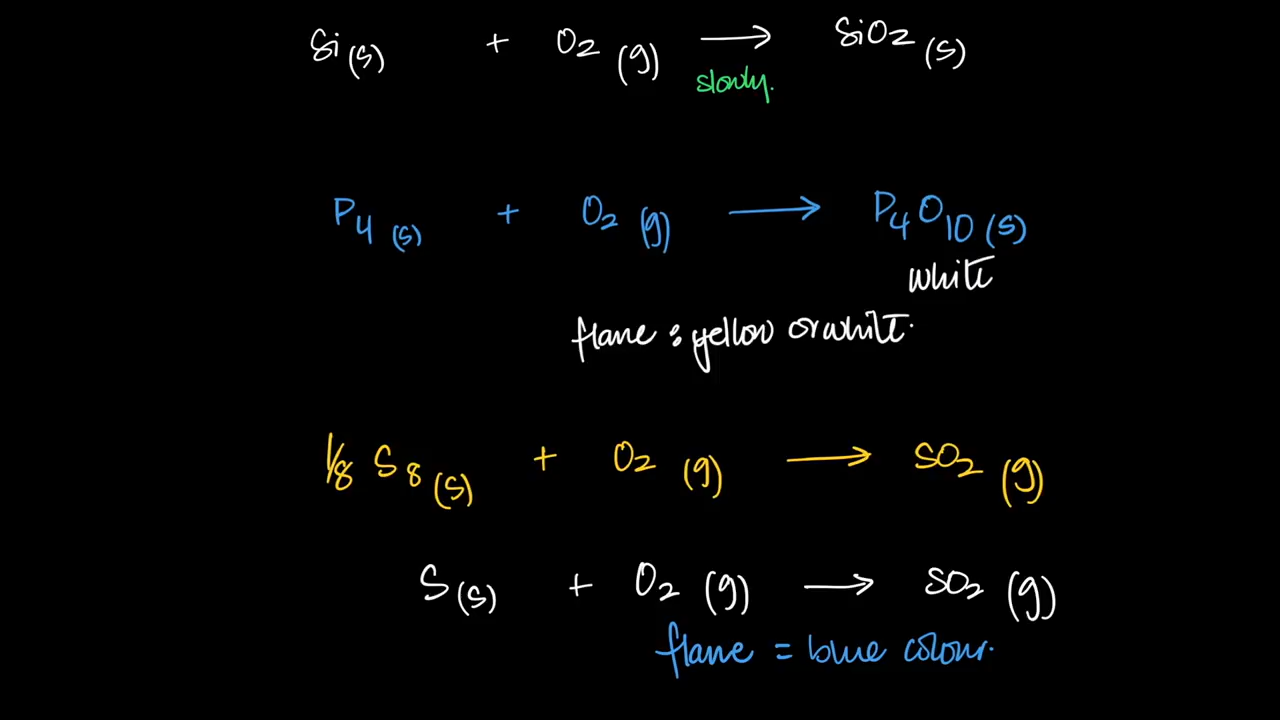 Si(s) + O2(g) → SiO2(s)
slowly.
P4(s) + O2(g) → P4O10(s)
white
flame : yellow or white.
1/8 S8(s) + O2(g) → SO2(g)
S(s) + O2(g) → SO2(g)
flame = blue colour.